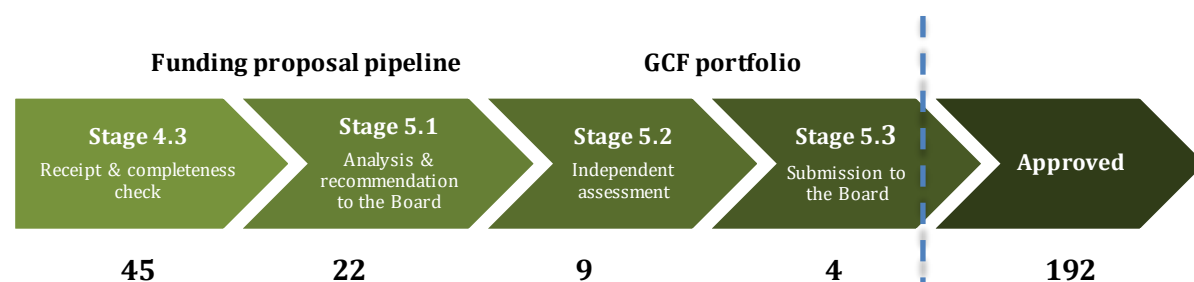 Funding proposal pipeline
GCF portfolio
Stage 4.3
Receipt & completeness
check
Stage 5.1
Analysis &
recommendation
to the Board
Stage 5.2
Independent
assessment
Stage 5.3
Submission to
the Board
Approved
45
22
9
4
192